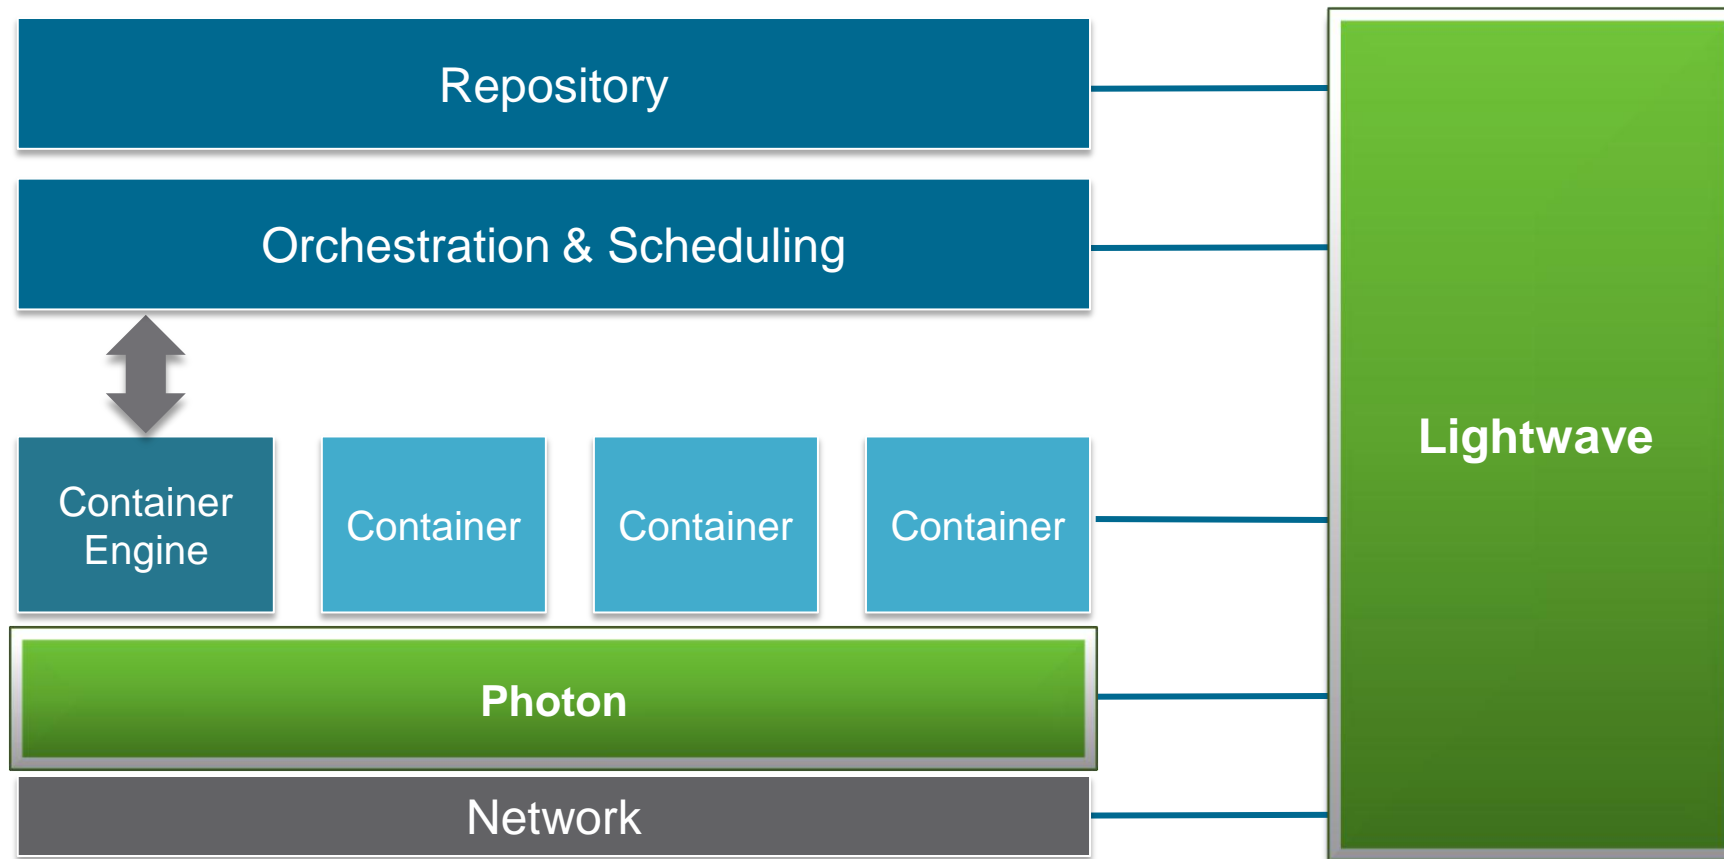 Repository
Orchestration & Scheduling
Lightwave
Container
Engine
Container
Container
Container
Photon
Network